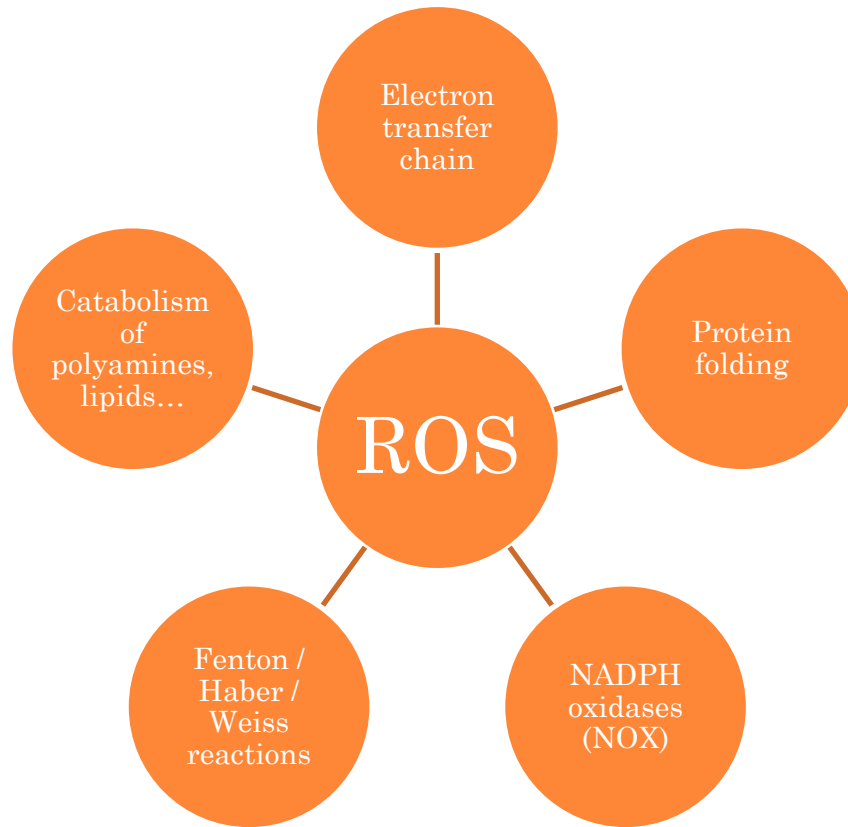 Electron
transfer
chain
Catabolism
of
polyamines,
lipids…
Protein
folding
ROS
Fenton /
Haber /
Weiss
reactions
NADPH
oxidases
(NOX)